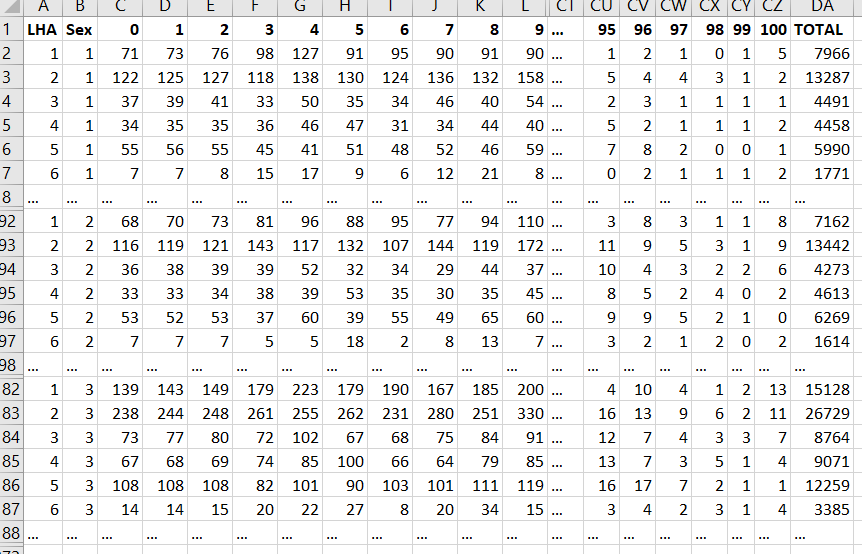 A B C D E F G H I J K L CT CU CV CW CX CY CZ DA
1 LHA Sex 0 1 2 3 4 5 6 7 8 9 ... 95 96 97 98 99 100 TOTAL
2 1 1 71 73 76 98 127 91 95 90 91 90 ... 1 2 1 0 1 5 7966
3 2 1 122 125 127 118 138 130 124 136 132 158 ... 5 4 4 3 1 2 13287
4 3 1 37 39 41 33 50 35 34 46 40 54 ... 2 3 1 1 1 1 4491
5 4 1 34 35 35 36 46 47 31 34 44 40 ... 5 2 1 1 1 2 4458
6 5 1 55 56 55 45 41 51 48 52 46 59 ... 7 8 2 0 0 1 5990
7 6 1 7 7 8 15 17 9 6 12 21 8 ... 0 2 1 1 1 2 1771
8 ... ... ... ... ... ... ... ... ... ... ... ... ... ... ... ... ... ... ... ...
92 1 2 68 70 73 81 96 88 95 77 94 110 ... 3 8 3 1 1 8 7162
93 2 2 116 119 121 143 117 132 107 144 119 172 ... 11 9 5 3 1 9 13442
94 3 2 36 38 39 39 52 32 34 29 44 37 ... 10 4 3 2 2 6 4273
95 4 2 33 33 34 38 39 53 35 30 35 45 ... 8 5 2 4 0 2 4613
96 5 2 53 52 53 37 60 39 55 49 65 60 ... 9 9 5 2 1 0 6269
97 6 2 7 7 7 5 5 18 2 8 13 7 ... 3 2 1 2 0 2 1614
98 ... ... ... ... ... ... ... ... ... ... ... ... ... ... ... ... ... ... ... ...
82 1 3 139 143 149 179 223 179 190 167 185 200 ... 4 10 4 1 2 13 15128
83 2 3 238 244 248 261 255 262 231 280 251 330 ... 16 13 9 6 2 11 26729
84 3 3 73 77 80 72 102 67 68 75 84 91 ... 12 7 4 3 3 7 8764
85 4 3 67 68 69 74 85 100 66 64 79 85 ... 13 7 3 5 1 4 9071
86 5 3 108 108 108 82 101 90 103 101 111 119 ... 16 17 7 2 1 1 12259
87 6 3 14 14 15 20 22 27 8 20 34 15 ... 3 4 2 3 1 4 3385
88 ... ... ... ... ... ... ... ... ... ... ... ... ... ... ... ... ... ... ... ...